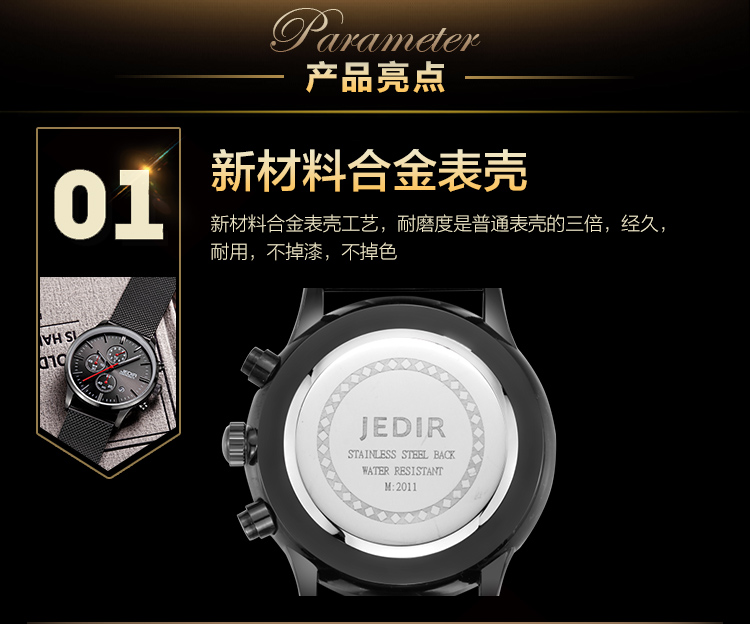 Parameter
产品亮点
01
新材料合金表壳
新材料合金表壳工艺，耐磨度是普通表壳的三倍，经久，
耐用，不掉漆，不掉色
JEDIR
JEDIR
STAINLESS STEEL BACK
WATER RESISTANT
M:2011